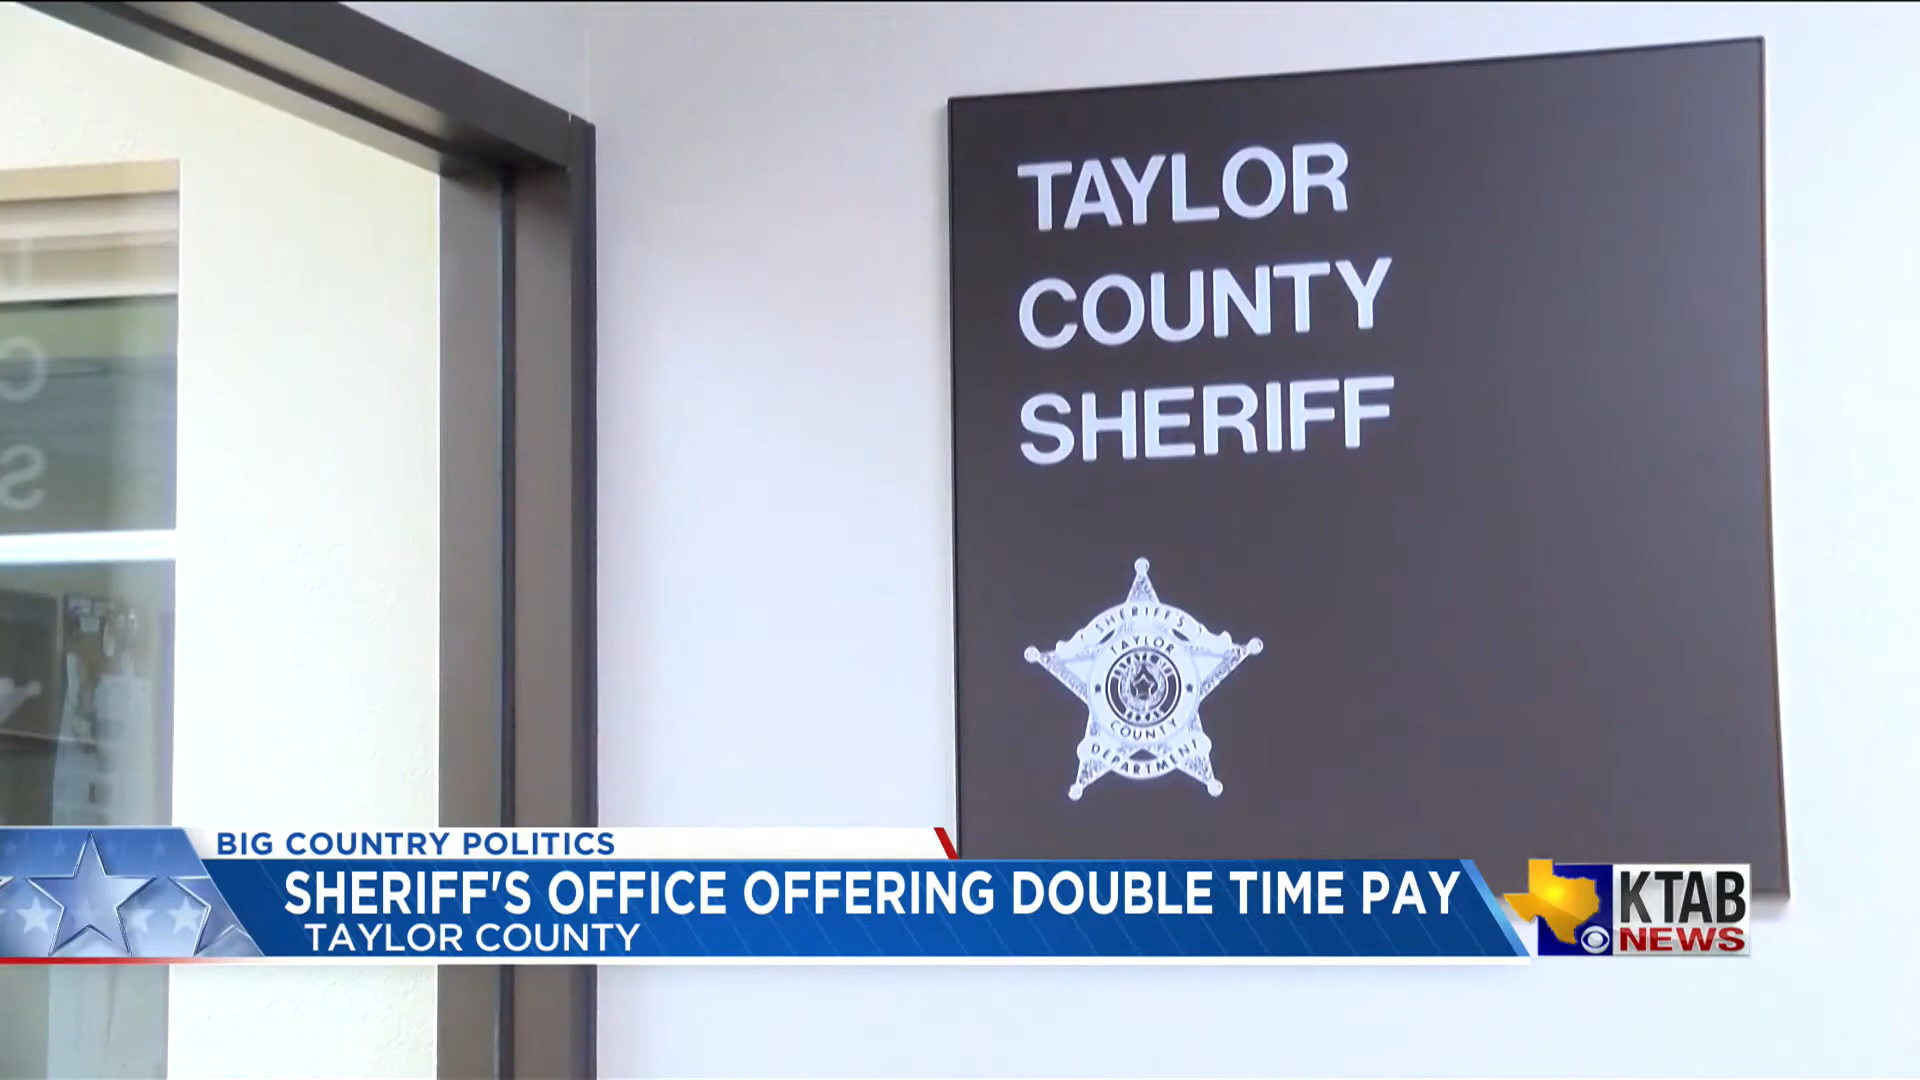 TAYLOR
COUNTY
SHERIFF
SHERIFF'S
TAYLOR
COUNTY
DEPARTMENT
BIG COUNTRY POLITICS
SHERIFF'S OFFICE OFFERING DOUBLE TIME PAY
TAYLOR COUNTY
KTAB
NEWS